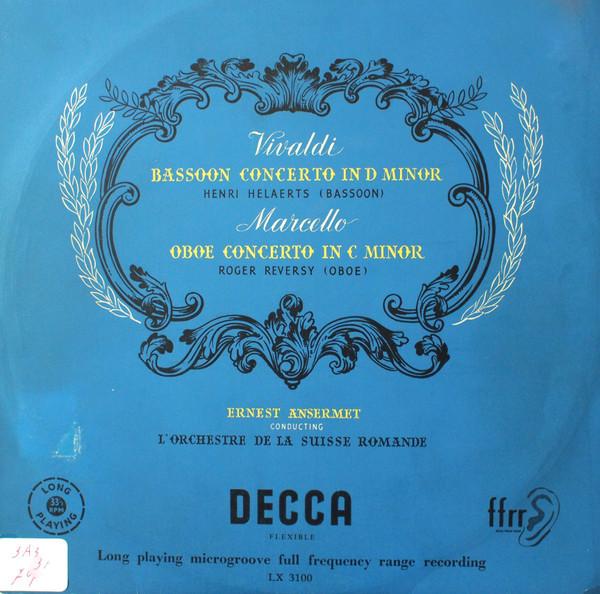 Vivaldi
BASSOON CONCERTO IN D MINOR
HENRI HELAERTS (BASSOON)
Marcello
OBOE CONCERTO IN C MINOR
ROGER REVERSY (OBOE)
ERNEST ANSERMET
CONDUCTING
L'ORCHESTRE DE LA SUISSE ROMANDE
LONG
33⅓
RPM
PLAYING
DECCA
FLEXIBLE
ffrr
Long playing microgroove full frequency range recording
LX 3100